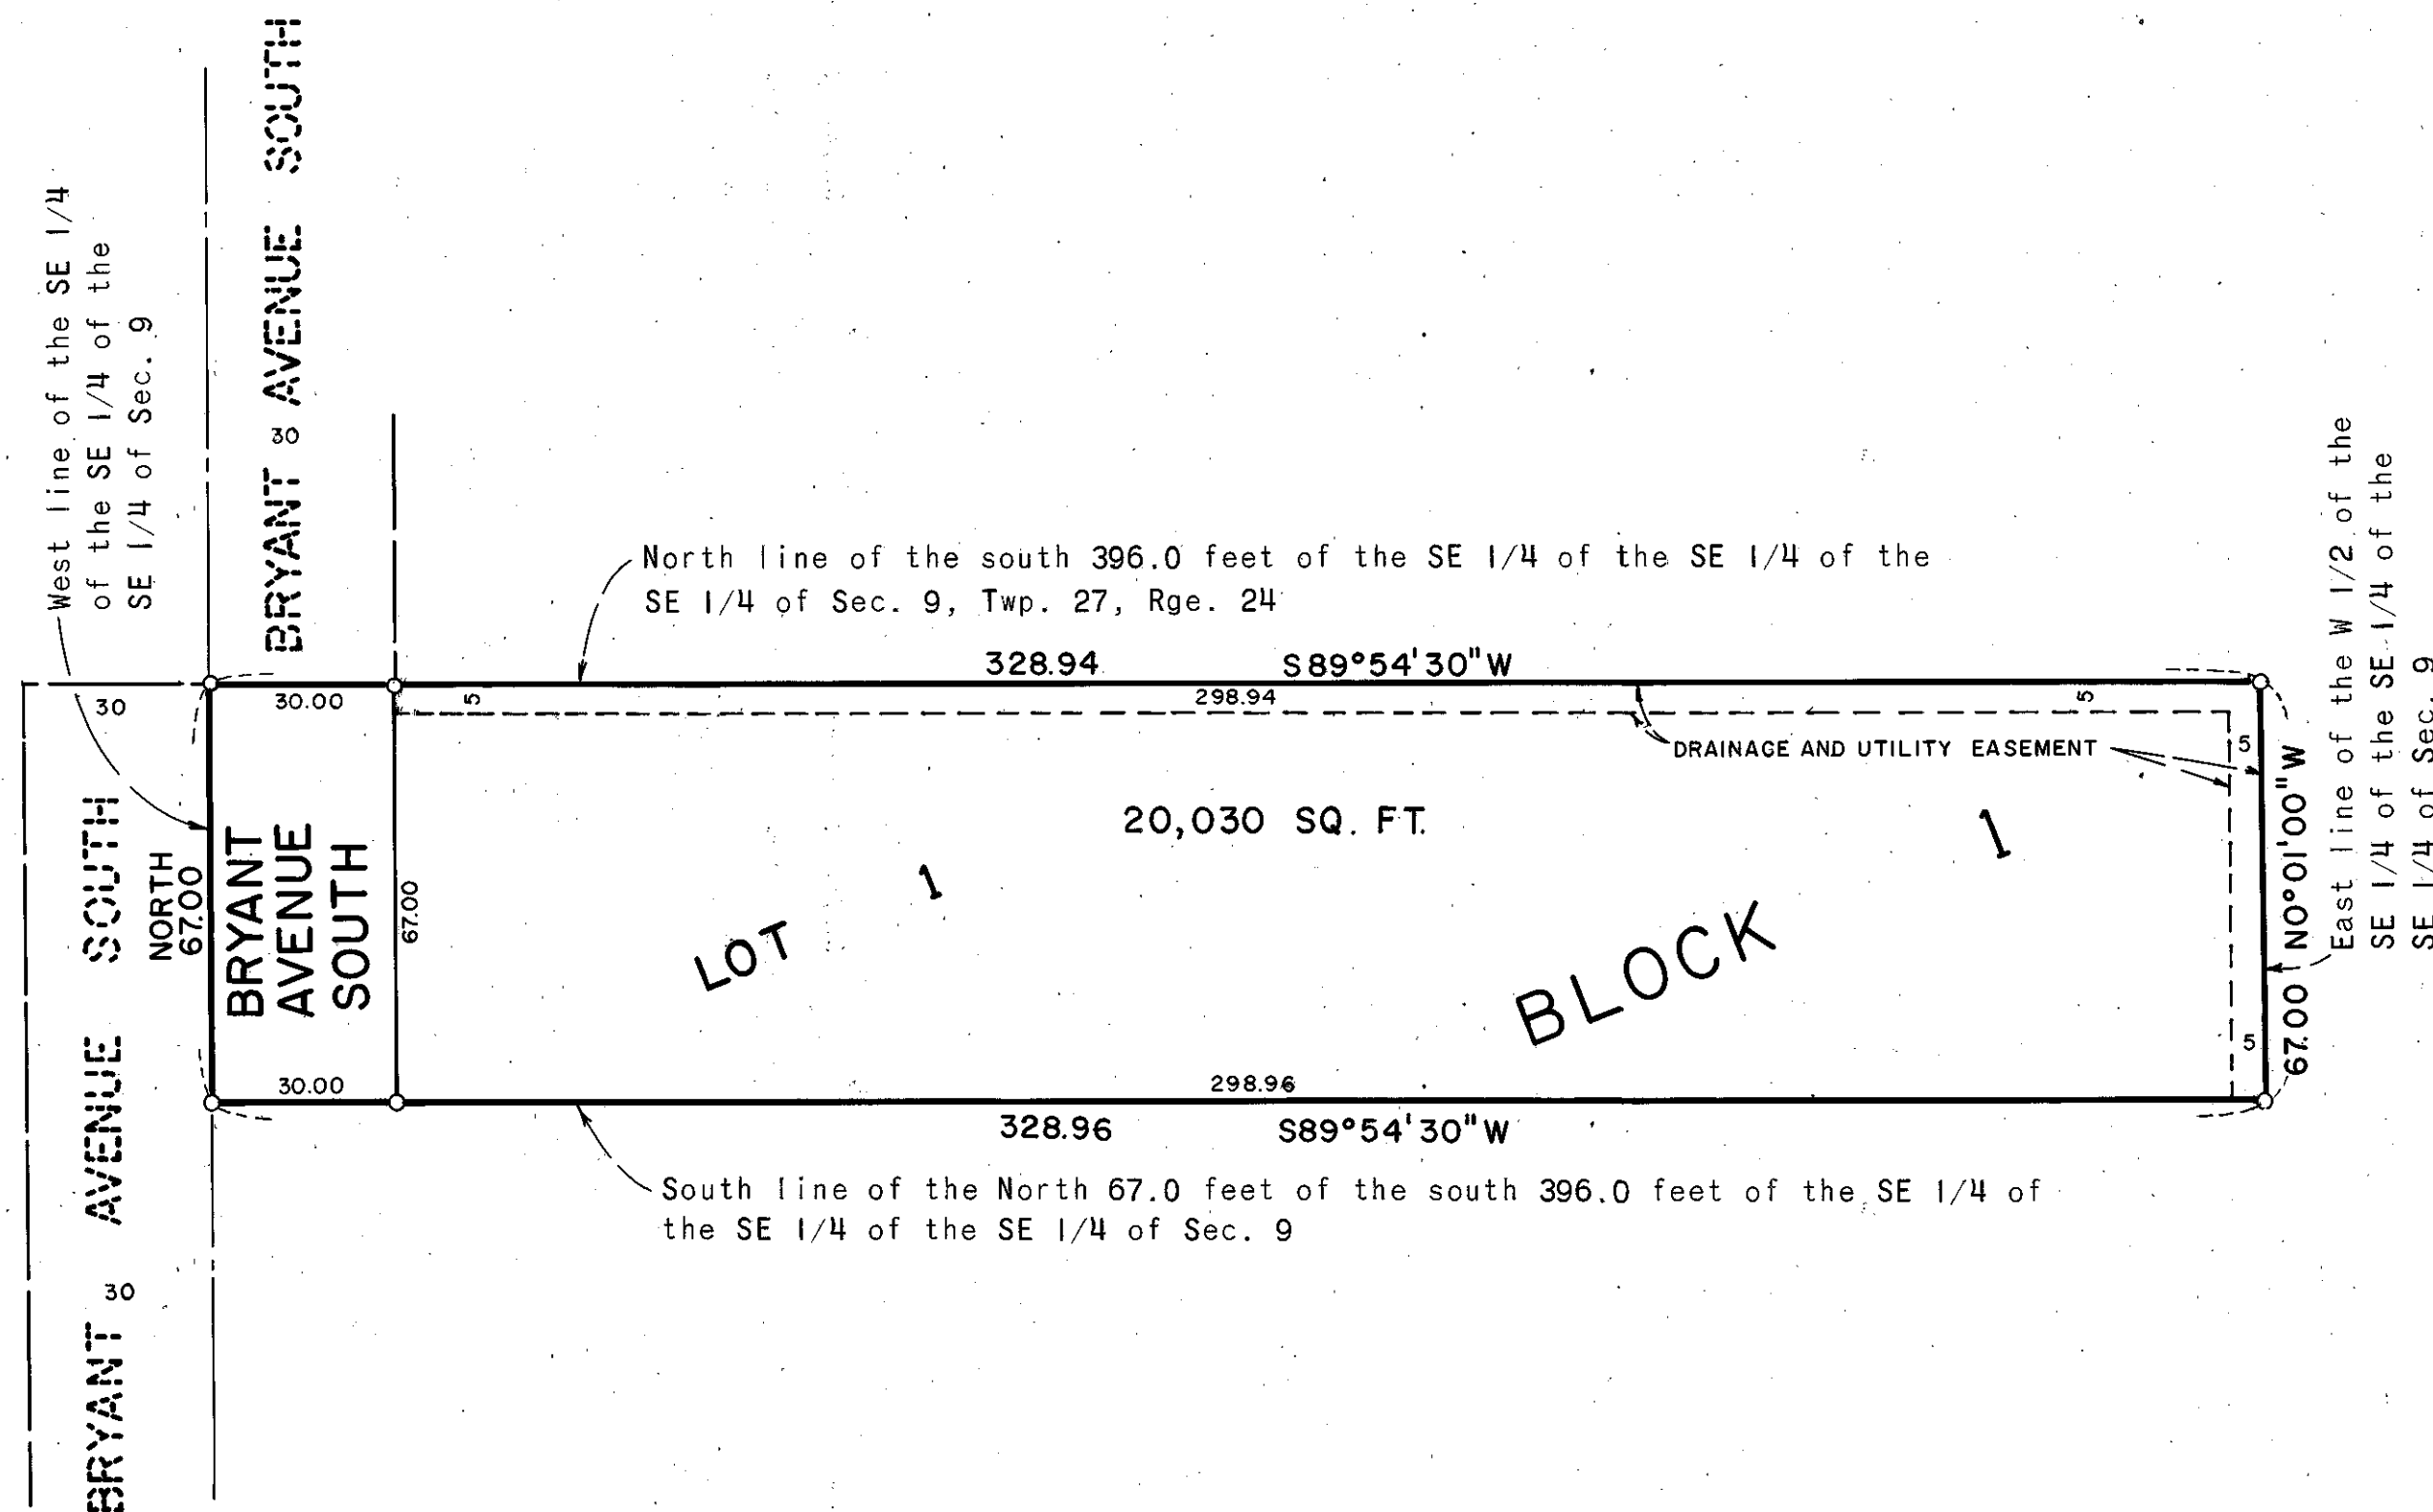 BRYANT AVENUE SOUTH
30
West line of the SE 1/4
of the SE 1/4 of the
SE 1/4 of Sec. 9
North line of the south 396.0 feet of the SE 1/4 of the SE 1/4 of the
SE 1/4 of Sec. 9, Twp. 27, Rge. 24
328.94 S89°54'30"W
30
30.00
5
298.94
5
DRAINAGE AND UTILITY EASEMENT
5
20,030 SQ. FT.
NORTH
67.00
BRYANT
AVENUE
SOUTH
67.00
LOT 1
BLOCK 1
67.00 N0°01'00"W
East line of the W 1/2 of the
SE 1/4 of the SE 1/4 of the
SE 1/4 of Sec. 9
5
30.00
298.96
328.96 S89°54'30"W
South line of the North 67.0 feet of the south 396.0 feet of the SE 1/4 of
the SE 1/4 of the SE 1/4 of Sec. 9
BRYANT AVENUE SOUTH
30